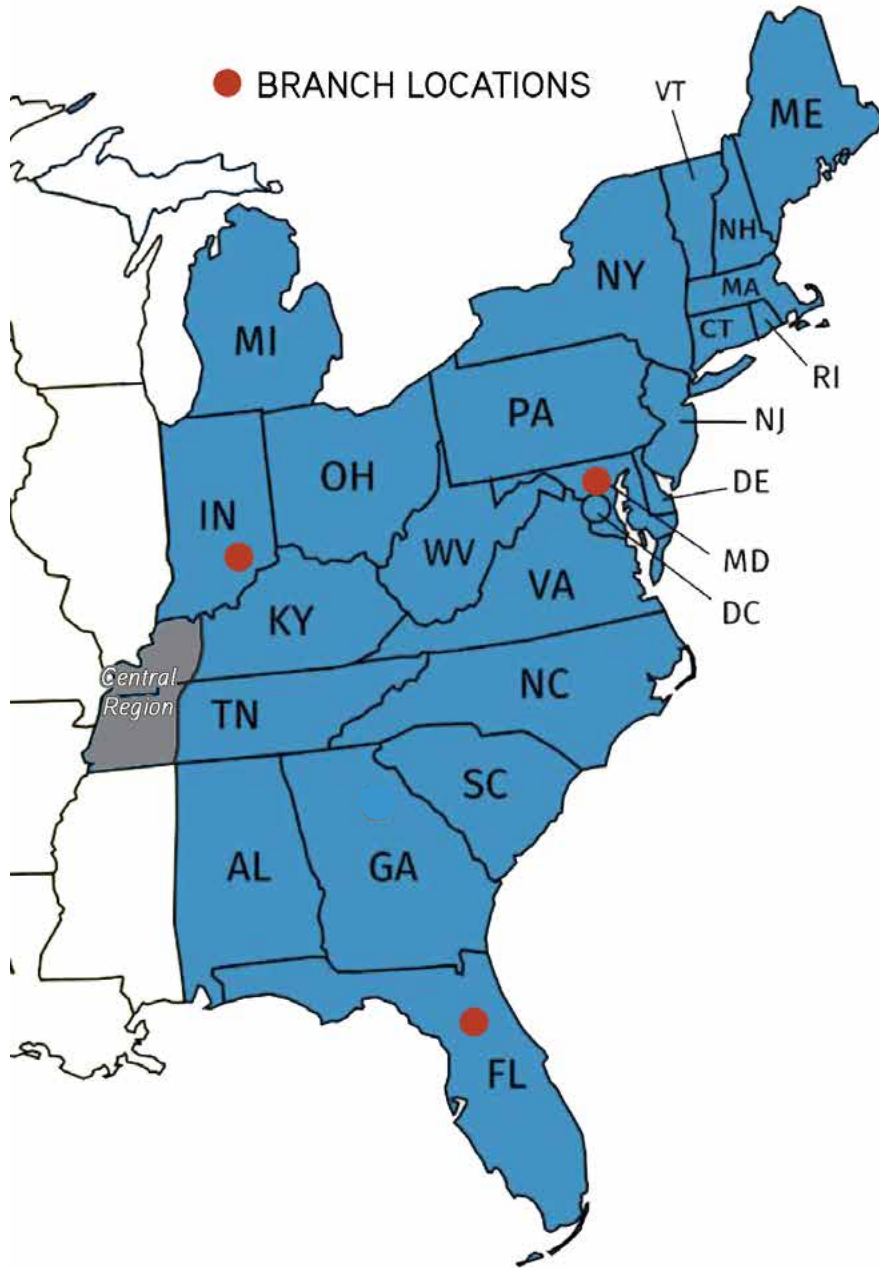 BRANCH LOCATIONS
VT
ME
NH
NY
MA
CT
MI
RI
PA
NJ
OH
DE
IN
WV
MD
VA
DC
KY
Central
Region
NC
TN
SC
AL
GA
FL